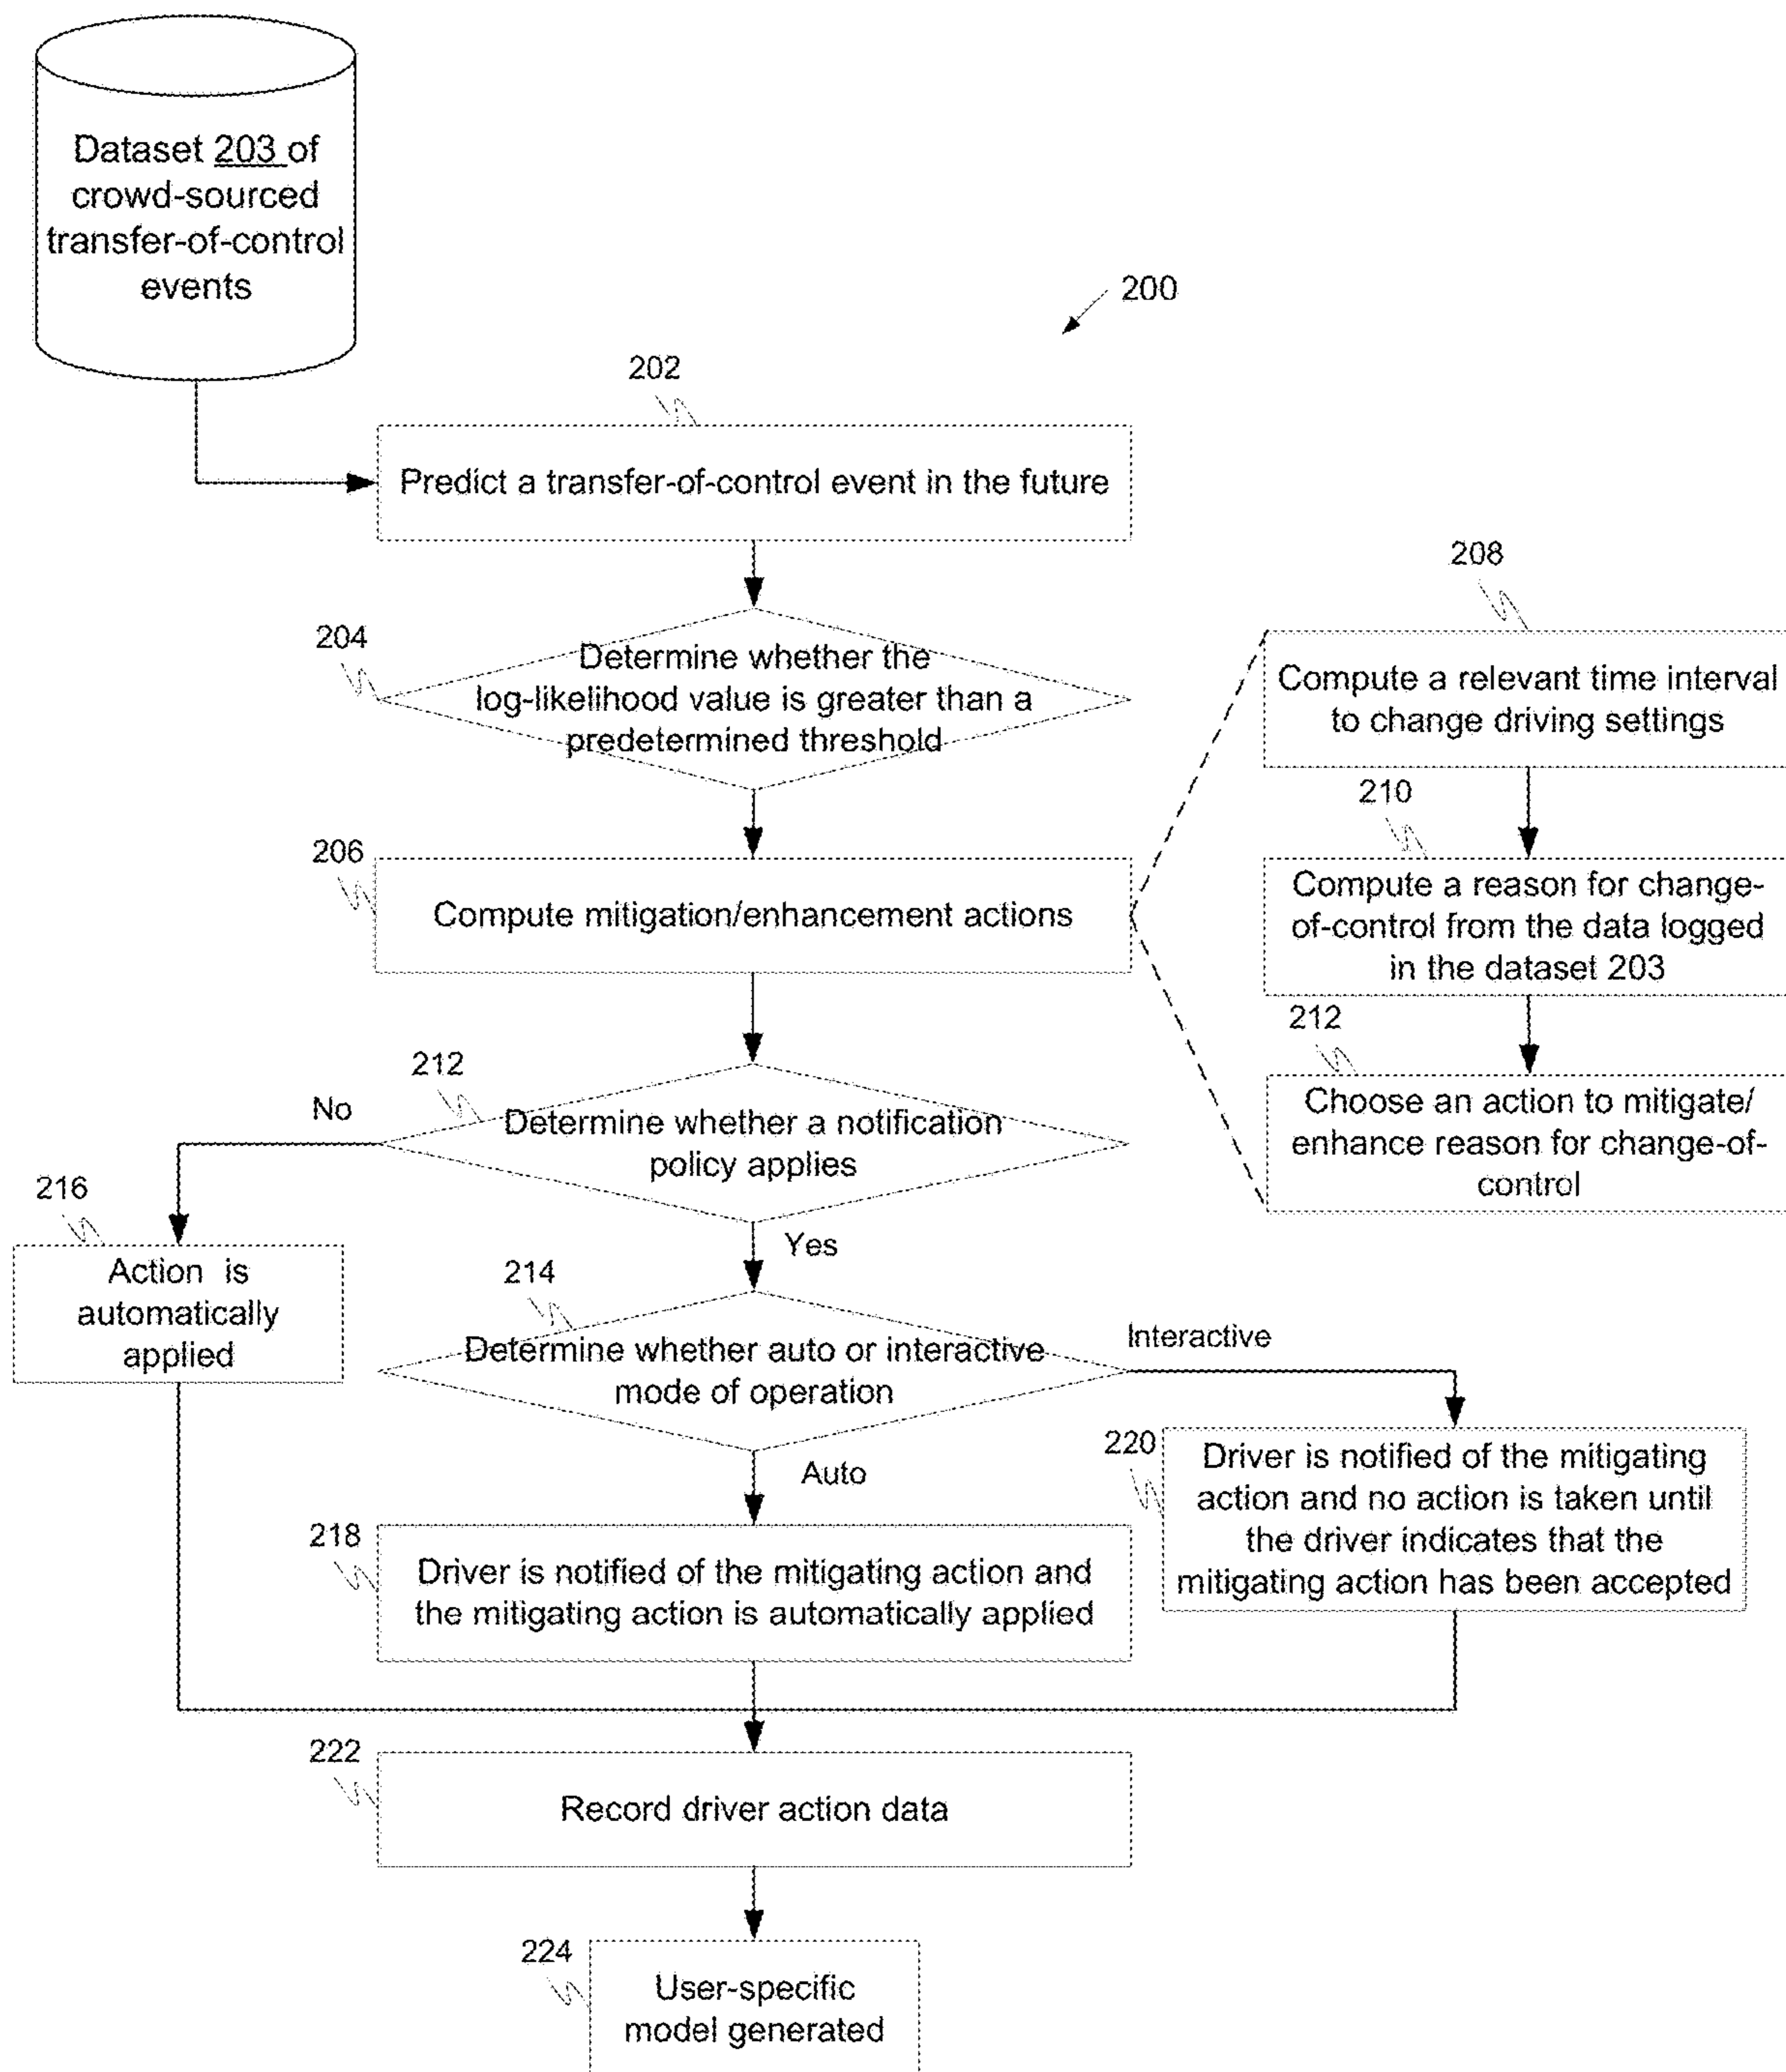 Dataset 203 of
crowd-sourced
transfer-of-control
events
200
202
Predict a transfer-of-control event in the future
204
Determine whether the
log-likelihood value is greater than a
predetermined threshold
206
Compute mitigation/enhancement actions
208
Compute a relevant time interval
to change driving settings
210
Compute a reason for change-
of-control from the data logged
in the dataset 203
212
Choose an action to mitigate/
enhance reason for change-of-
control
212
Determine whether a notification
policy applies
No
Yes
216
Action is
automatically
applied
214
Determine whether auto or interactive
mode of operation
Interactive
Auto
218
Driver is notified of the mitigating action and
the mitigating action is automatically applied
220
Driver is notified of the mitigating
action and no action is taken until
the driver indicates that the
mitigating action has been accepted
222
Record driver action data
224
User-specific
model generated